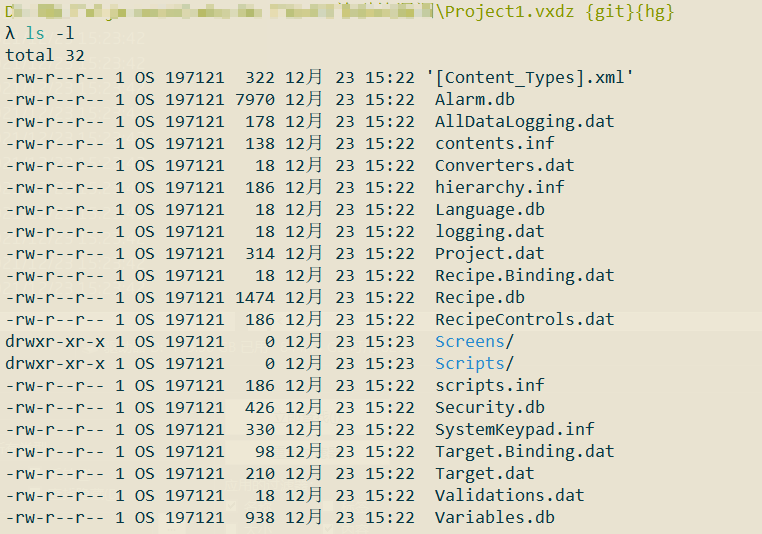 \Project1.vxdz {git}{hg}
λ ls -l
total 32
-rw-r--r-- 1 OS 197121  322 12月 23 15:22 '[Content_Types].xml'
-rw-r--r-- 1 OS 197121 7970 12月 23 15:22  Alarm.db
-rw-r--r-- 1 OS 197121  178 12月 23 15:22  AllDataLogging.dat
-rw-r--r-- 1 OS 197121  138 12月 23 15:22  contents.inf
-rw-r--r-- 1 OS 197121   18 12月 23 15:22  Converters.dat
-rw-r--r-- 1 OS 197121  186 12月 23 15:22  hierarchy.inf
-rw-r--r-- 1 OS 197121   18 12月 23 15:22  Language.db
-rw-r--r-- 1 OS 197121   18 12月 23 15:22  logging.dat
-rw-r--r-- 1 OS 197121  314 12月 23 15:22  Project.dat
-rw-r--r-- 1 OS 197121   18 12月 23 15:22  Recipe.Binding.dat
-rw-r--r-- 1 OS 197121 1474 12月 23 15:22  Recipe.db
-rw-r--r-- 1 OS 197121  186 12月 23 15:22  RecipeControls.dat
drwxr-xr-x 1 OS 197121    0 12月 23 15:23  Screens/
drwxr-xr-x 1 OS 197121    0 12月 23 15:23  Scripts/
-rw-r--r-- 1 OS 197121  186 12月 23 15:22  scripts.inf
-rw-r--r-- 1 OS 197121  426 12月 23 15:22  Security.db
-rw-r--r-- 1 OS 197121  330 12月 23 15:22  SystemKeypad.inf
-rw-r--r-- 1 OS 197121   98 12月 23 15:22  Target.Binding.dat
-rw-r--r-- 1 OS 197121  210 12月 23 15:22  Target.dat
-rw-r--r-- 1 OS 197121   18 12月 23 15:22  Validations.dat
-rw-r--r-- 1 OS 197121  938 12月 23 15:22  Variables.db